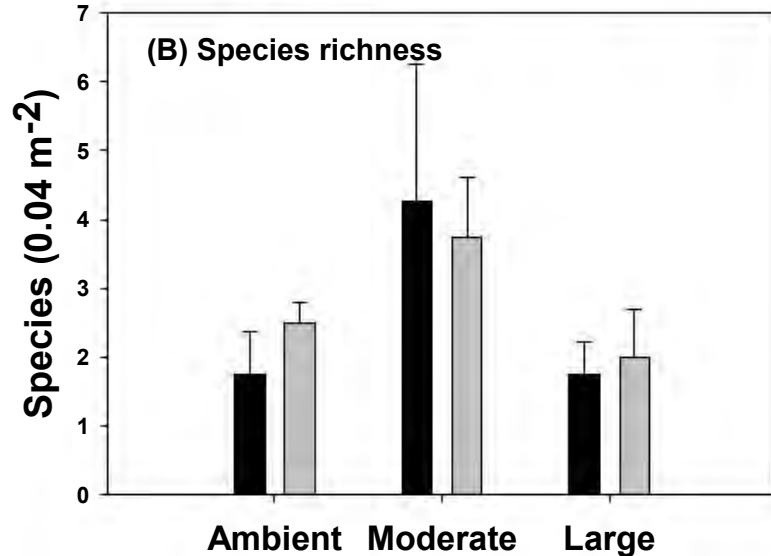 7
(B) Species richness
6
5
4
3
2
1
0
Species (0.04 m⁻²)
Ambient Moderate Large